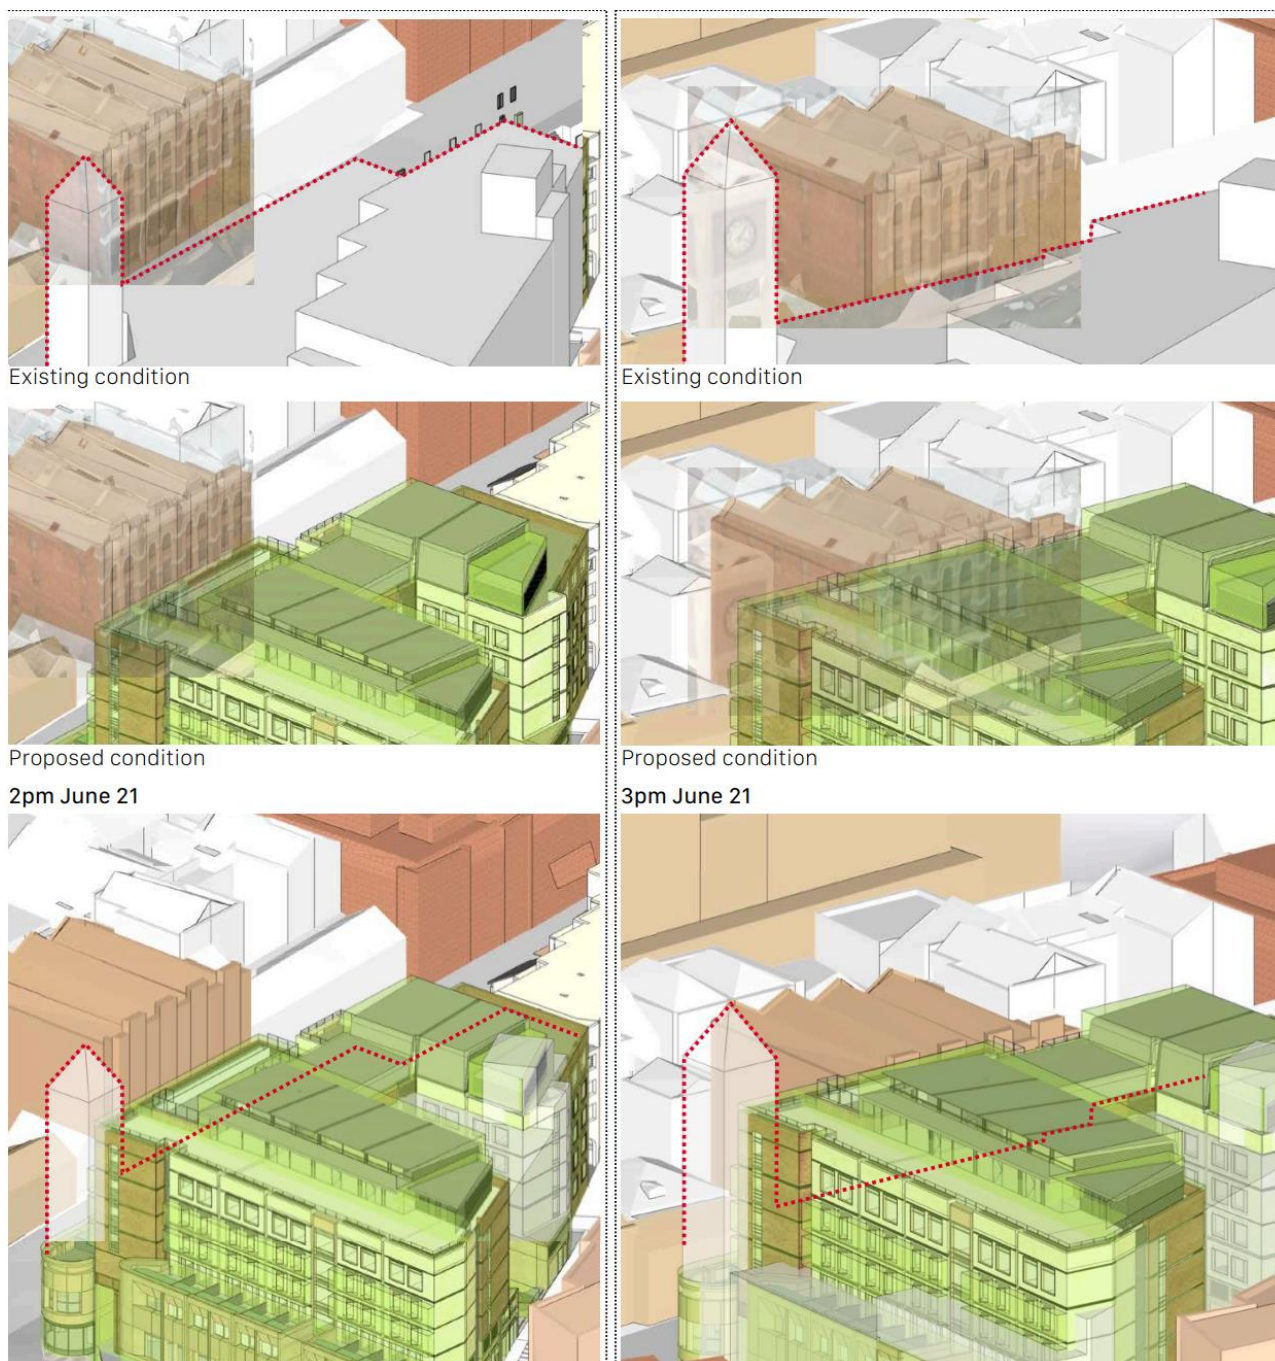 Existing condition
Existing condition
Proposed condition
Proposed condition
2pm June 21
3pm June 21